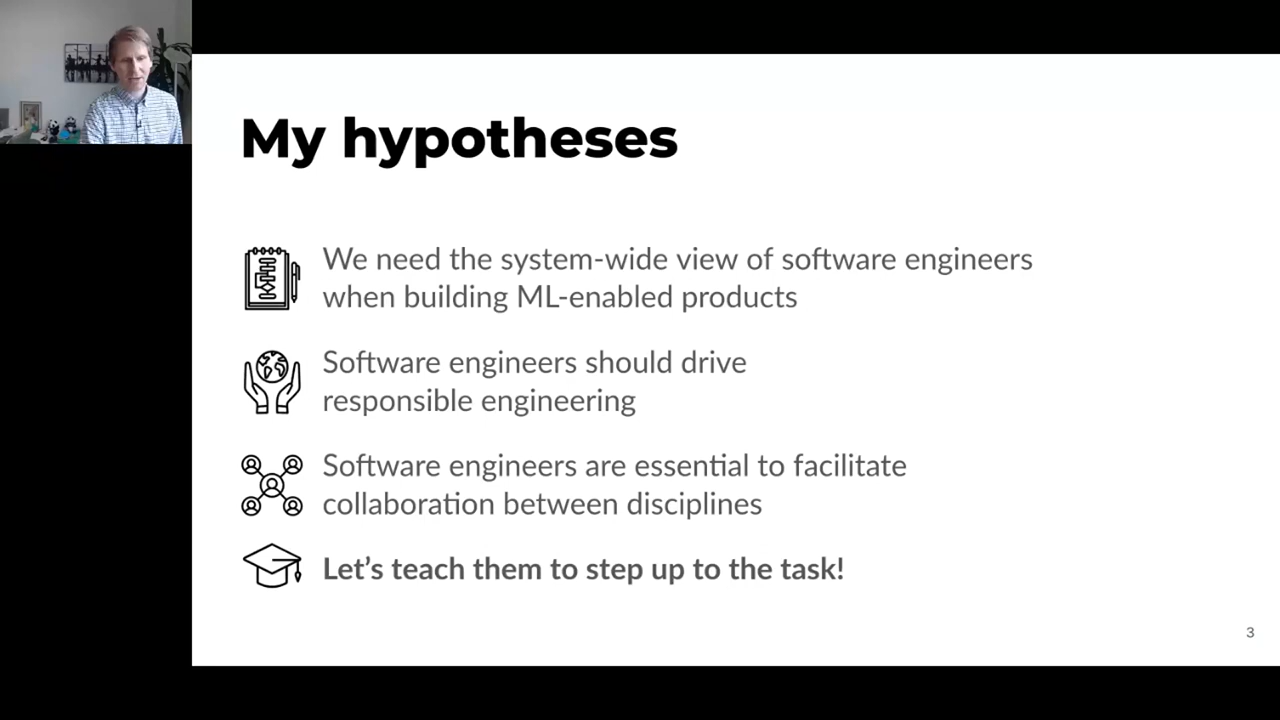 My hypotheses
We need the system-wide view of software engineers
when building ML-enabled products
Software engineers should drive
responsible engineering
Software engineers are essential to facilitate
collaboration between disciplines
Let’s teach them to step up to the task!
3